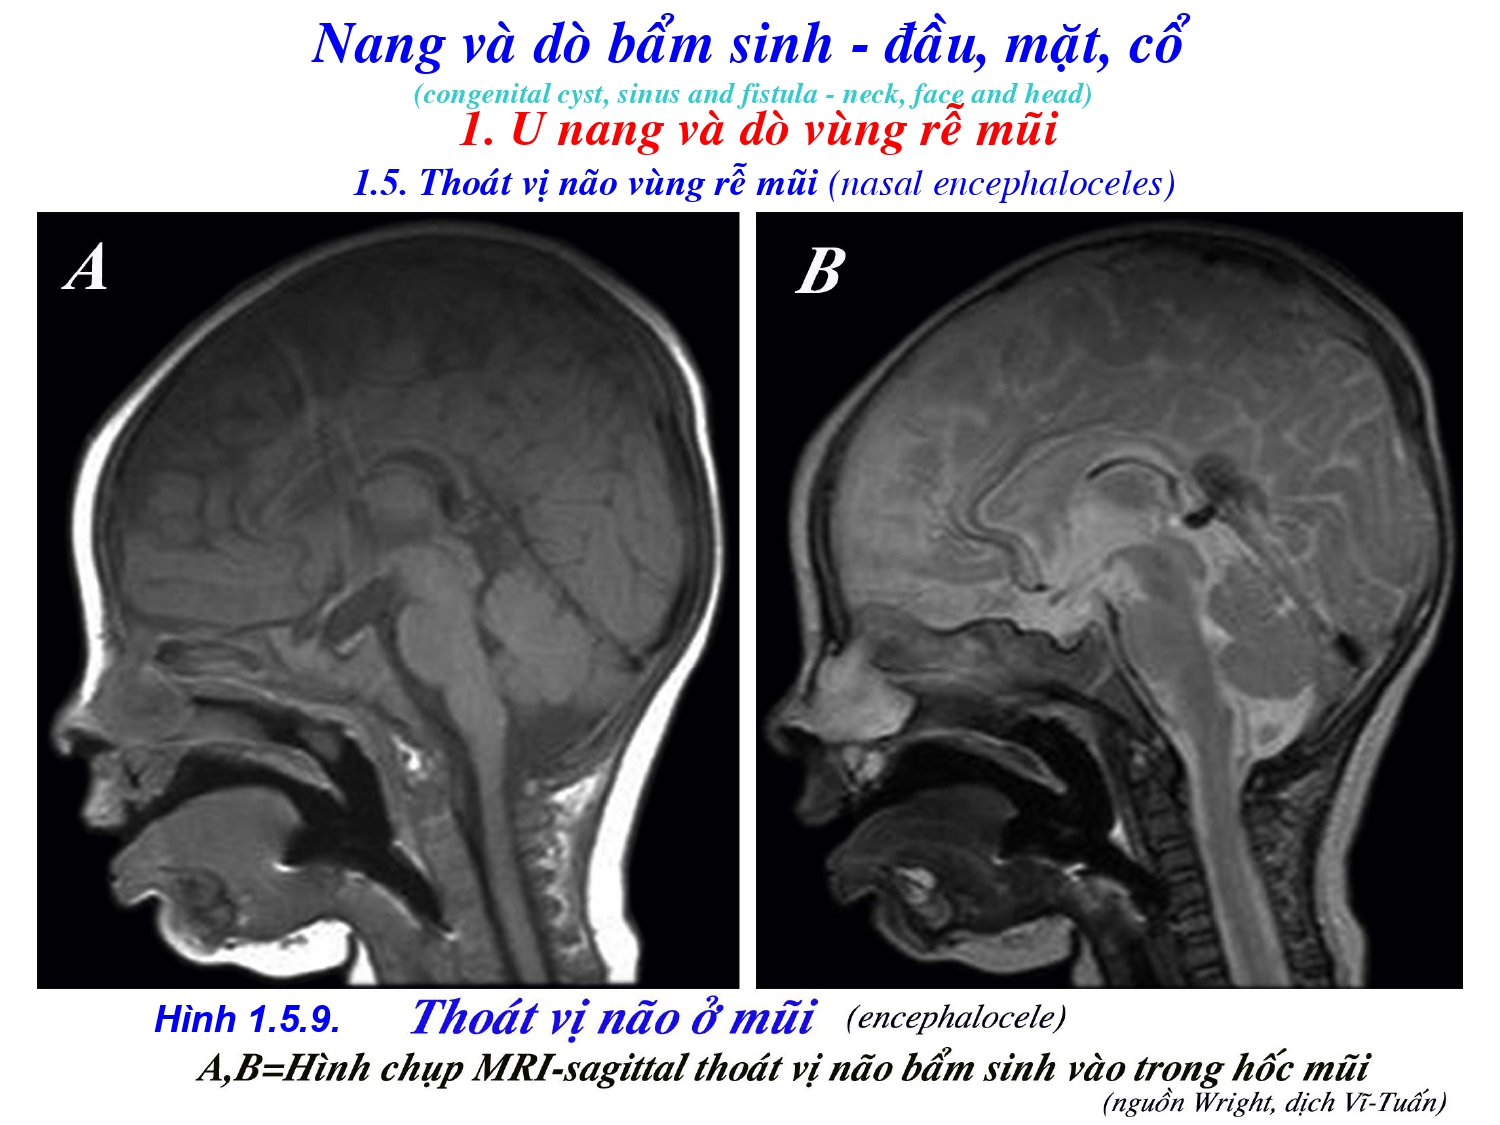 Nang và dò bẩm sinh - đầu, mặt, cổ
(congenital cyst, sinus and fistula - neck, face and head)
1. U nang và dò vùng rễ mũi
1.5. Thoát vị não vùng rễ mũi (nasal encephaloceles)
A
B
Hình 1.5.9. Thoát vị não ở mũi (encephalocele)
A,B=Hình chụp MRI-sagittal thoát vị não bẩm sinh vào trong hốc mũi
(nguồn Wright, dịch Vĩ-Tuấn)